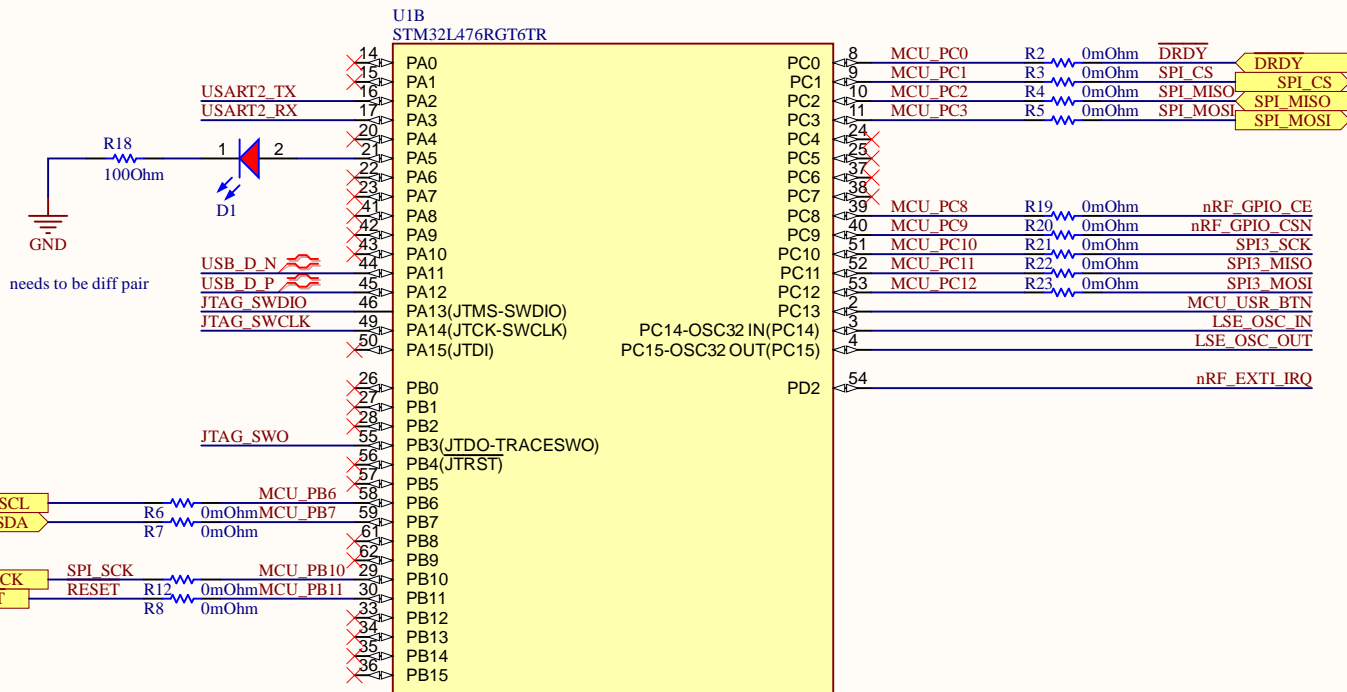 U1B
STM32L476RGT6TR
14 PA0 PC0 8 MCU_PC0 R2 0mOhm DRDY DRDY
15 PA1 PC1 9 MCU_PC1 R3 0mOhm SPI_CS SPI_CS
USART2_TX 16 PA2 PC2 10 MCU_PC2 R4 0mOhm SPI_MISO SPI_MISO
USART2_RX 17 PA3 PC3 11 MCU_PC3 R5 0mOhm SPI_MOSI SPI_MOSI
20 PA4 PC4 24
R18 1 2 21 PA5 PC5 25
100Ohm 22 PA6 PC6 37
23 PA7 PC7 38
D1 41 PA8 PC8 39 MCU_PC8 R19 0mOhm nRF_GPIO_CE
42 PA9 PC9 40 MCU_PC9 R20 0mOhm nRF_GPIO_CSN
GND 43 PA10 PC10 51 MCU_PC10 R21 0mOhm SPI3_SCK
USB_D_N 44 PA11 PC11 52 MCU_PC11 R22 0mOhm SPI3_MISO
needs to be diff pair USB_D_P 45 PA12 PC12 53 MCU_PC12 R23 0mOhm SPI3_MOSI
JTAG_SWDIO 46 PA13(JTMS-SWDIO) PC13 2 MCU_USR_BTN
JTAG_SWCLK 49 PA14(JTCK-SWCLK) PC14-OSC32 IN(PC14) 3 LSE_OSC_IN
50 PA15(JTDI) PC15-OSC32 OUT(PC15) 4 LSE_OSC_OUT
26 PB0 PD2 54 nRF_EXTI_IRQ
27 PB1
28 PB2
JTAG_SWO 55 PB3(JTDO-TRACESWO)
56 PB4(JTRST)
57 PB5
SCL MCU_PB6 58 PB6
SDA R6 0mOhm MCU_PB7 59 PB7
R7 0mOhm 61 PB8
62 PB9
CK SPI_SCK MCU_PB10 29 PB10
T RESET R12 0mOhm MCU_PB11 30 PB11
R8 0mOhm 33 PB12
34 PB13
35 PB14
36 PB15